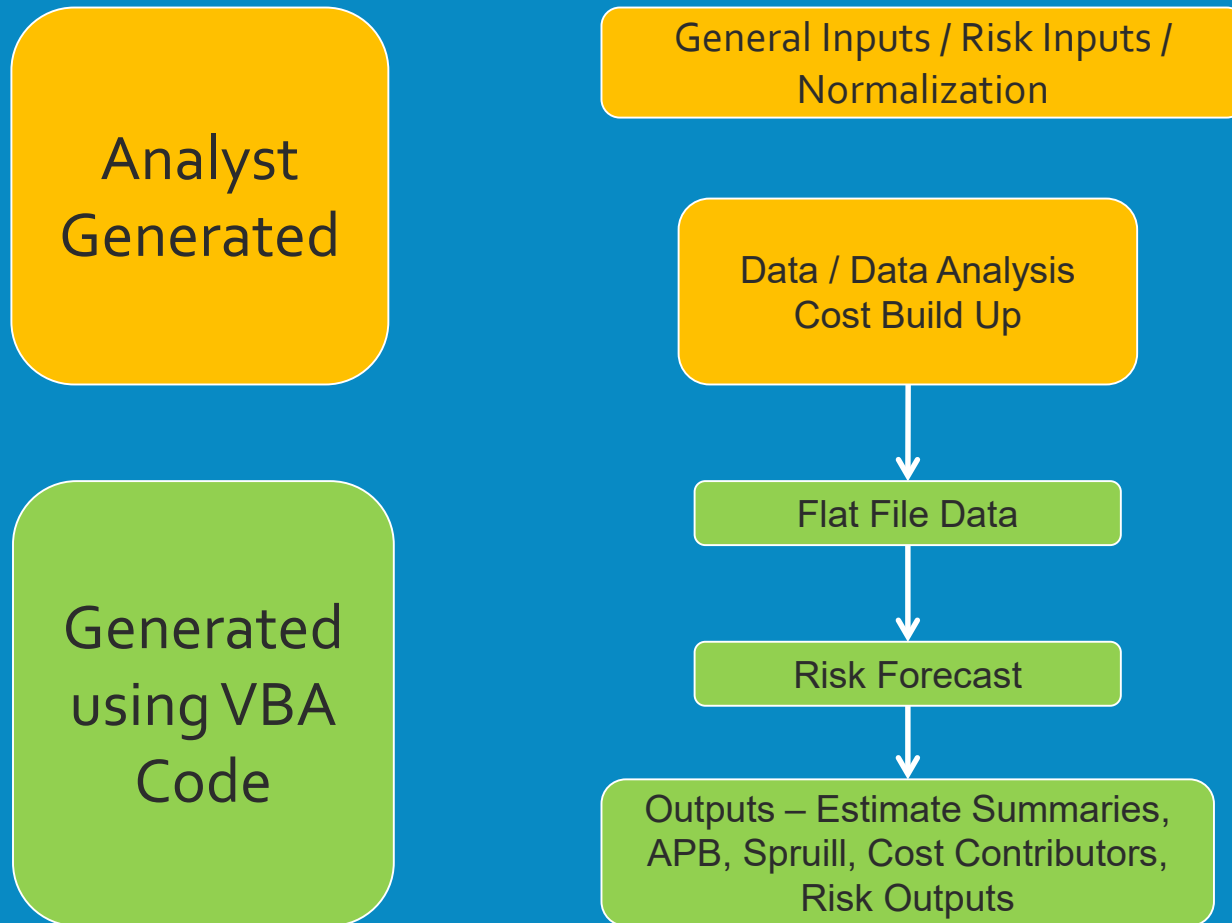 Analyst
Generated
General Inputs / Risk Inputs /
Normalization
Data / Data Analysis
Cost Build Up
Generated
using VBA
Code
Flat File Data
Risk Forecast
Outputs – Estimate Summaries,
APB, Spruill, Cost Contributors,
Risk Outputs